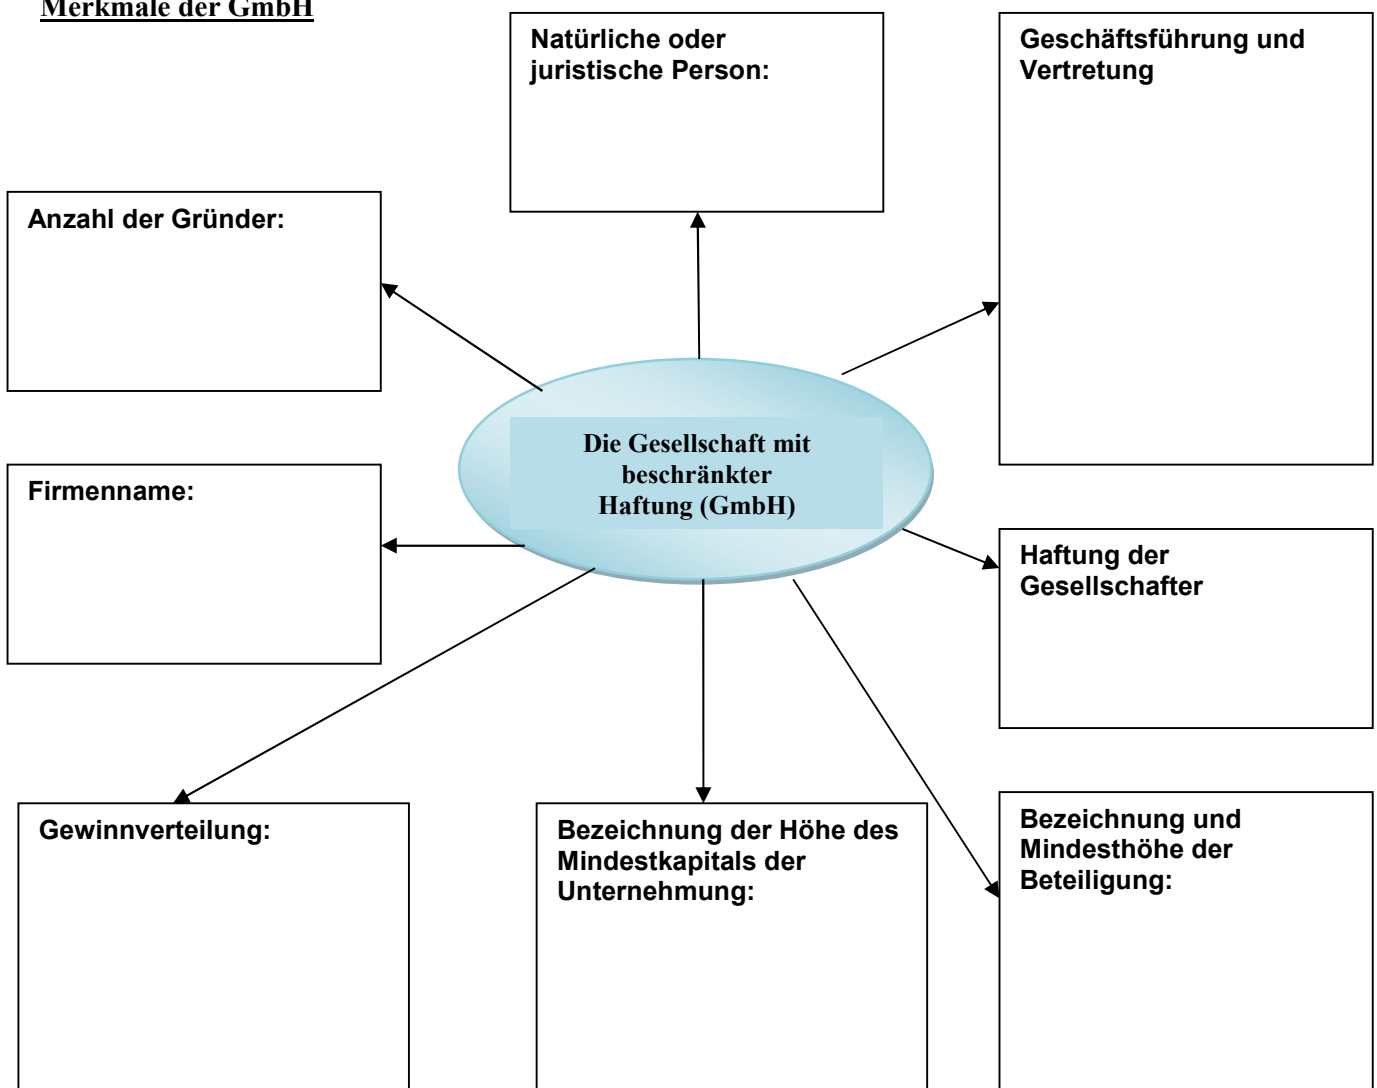 Merkmale der GmbH
Natürliche oder
juristische Person:
Geschäftsführung und
Vertretung
Anzahl der Gründer:
Die Gesellschaft mit
beschränkter
Haftung (GmbH)
Firmenname:
Haftung der
Gesellschafter
Gewinnverteilung:
Bezeichnung der Höhe des
Mindestkapitals der
Unternehmung:
Bezeichnung und
Mindesthöhe der
Beteiligung: